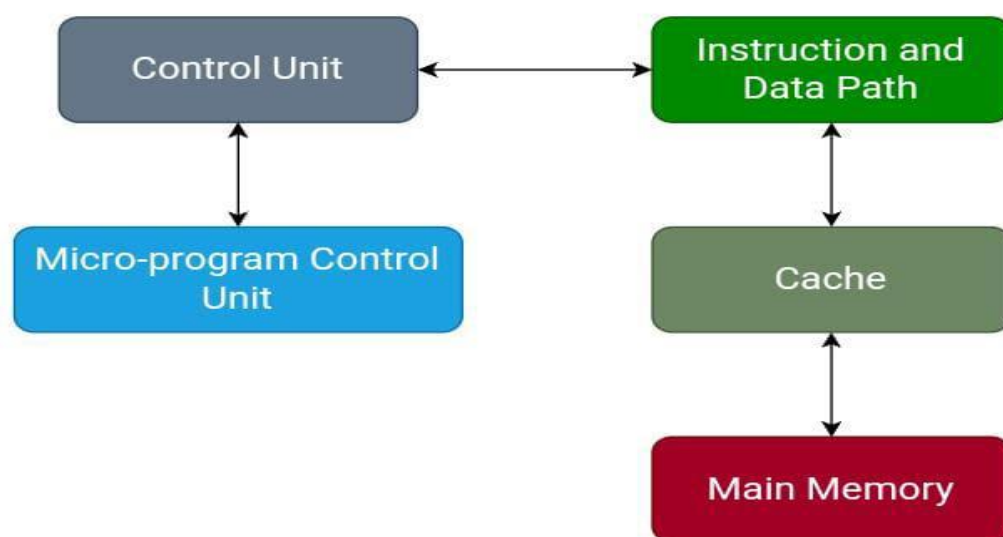 Control Unit
Instruction and
Data Path
Micro-program Control
Unit
Cache
Main Memory